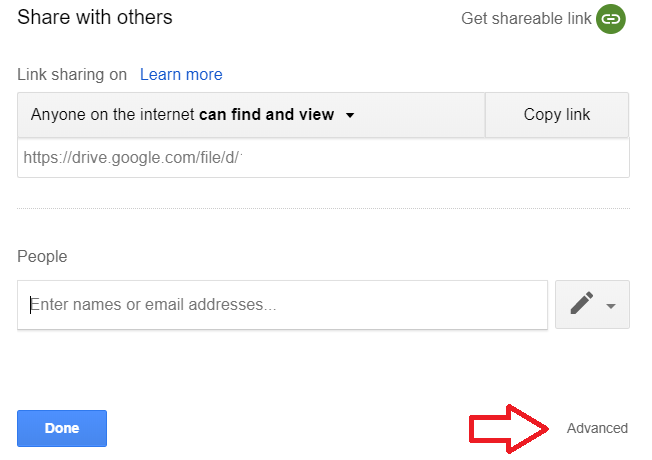 Share with others
Get shareable link
Link sharing on Learn more
Anyone on the internet can find and view
Copy link
https://drive.google.com/file/d/
People
Enter names or email addresses...
Done
Advanced